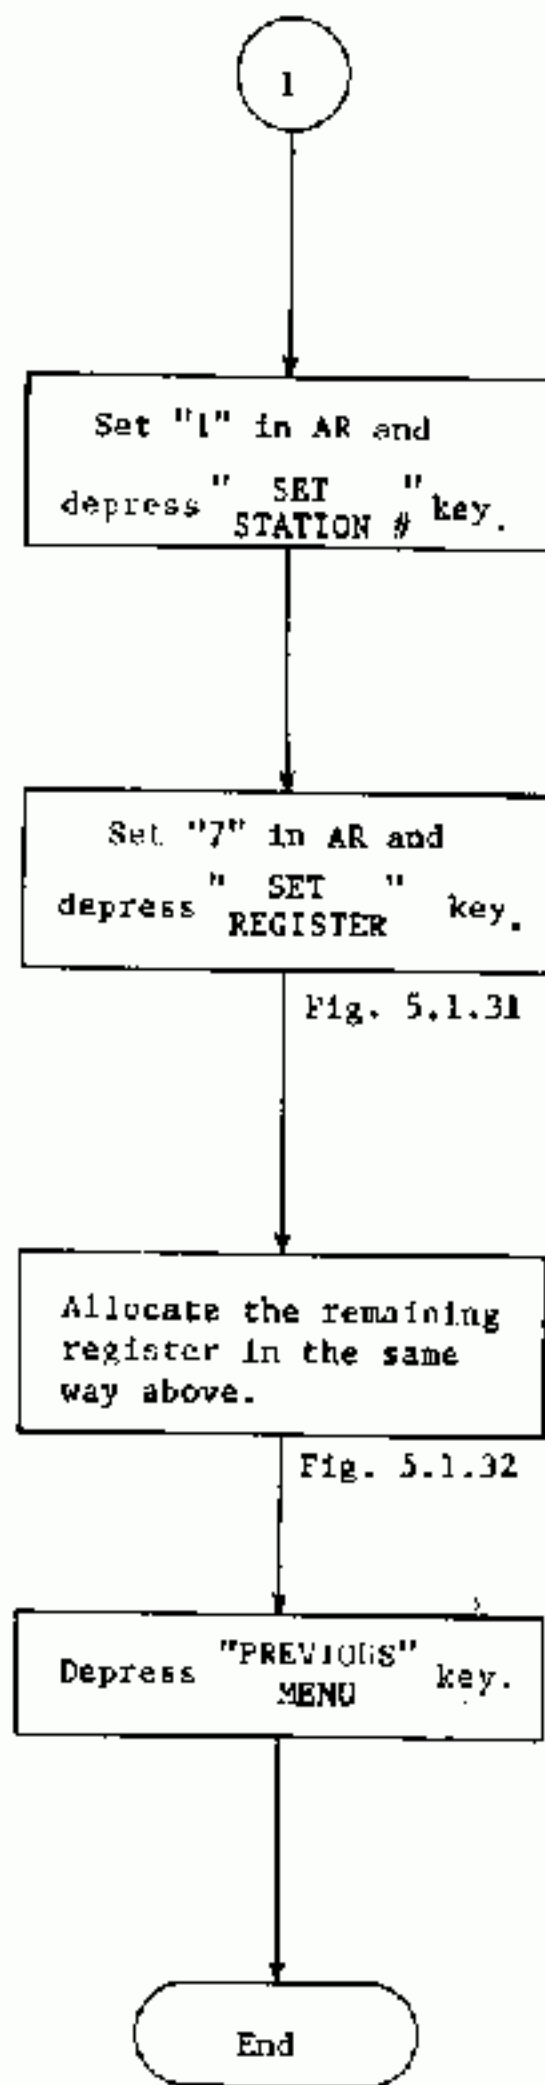 1
Set "1" in AR and
depress " SET " key.
STATION #
Set "7" in AR and
depress " SET " key.
REGISTER
Fig. 5.1.31
Allocate the remaining
register in the same
way above.
Fig. 5.1.32
Depress "PREVIOUS" key.
MENU
End